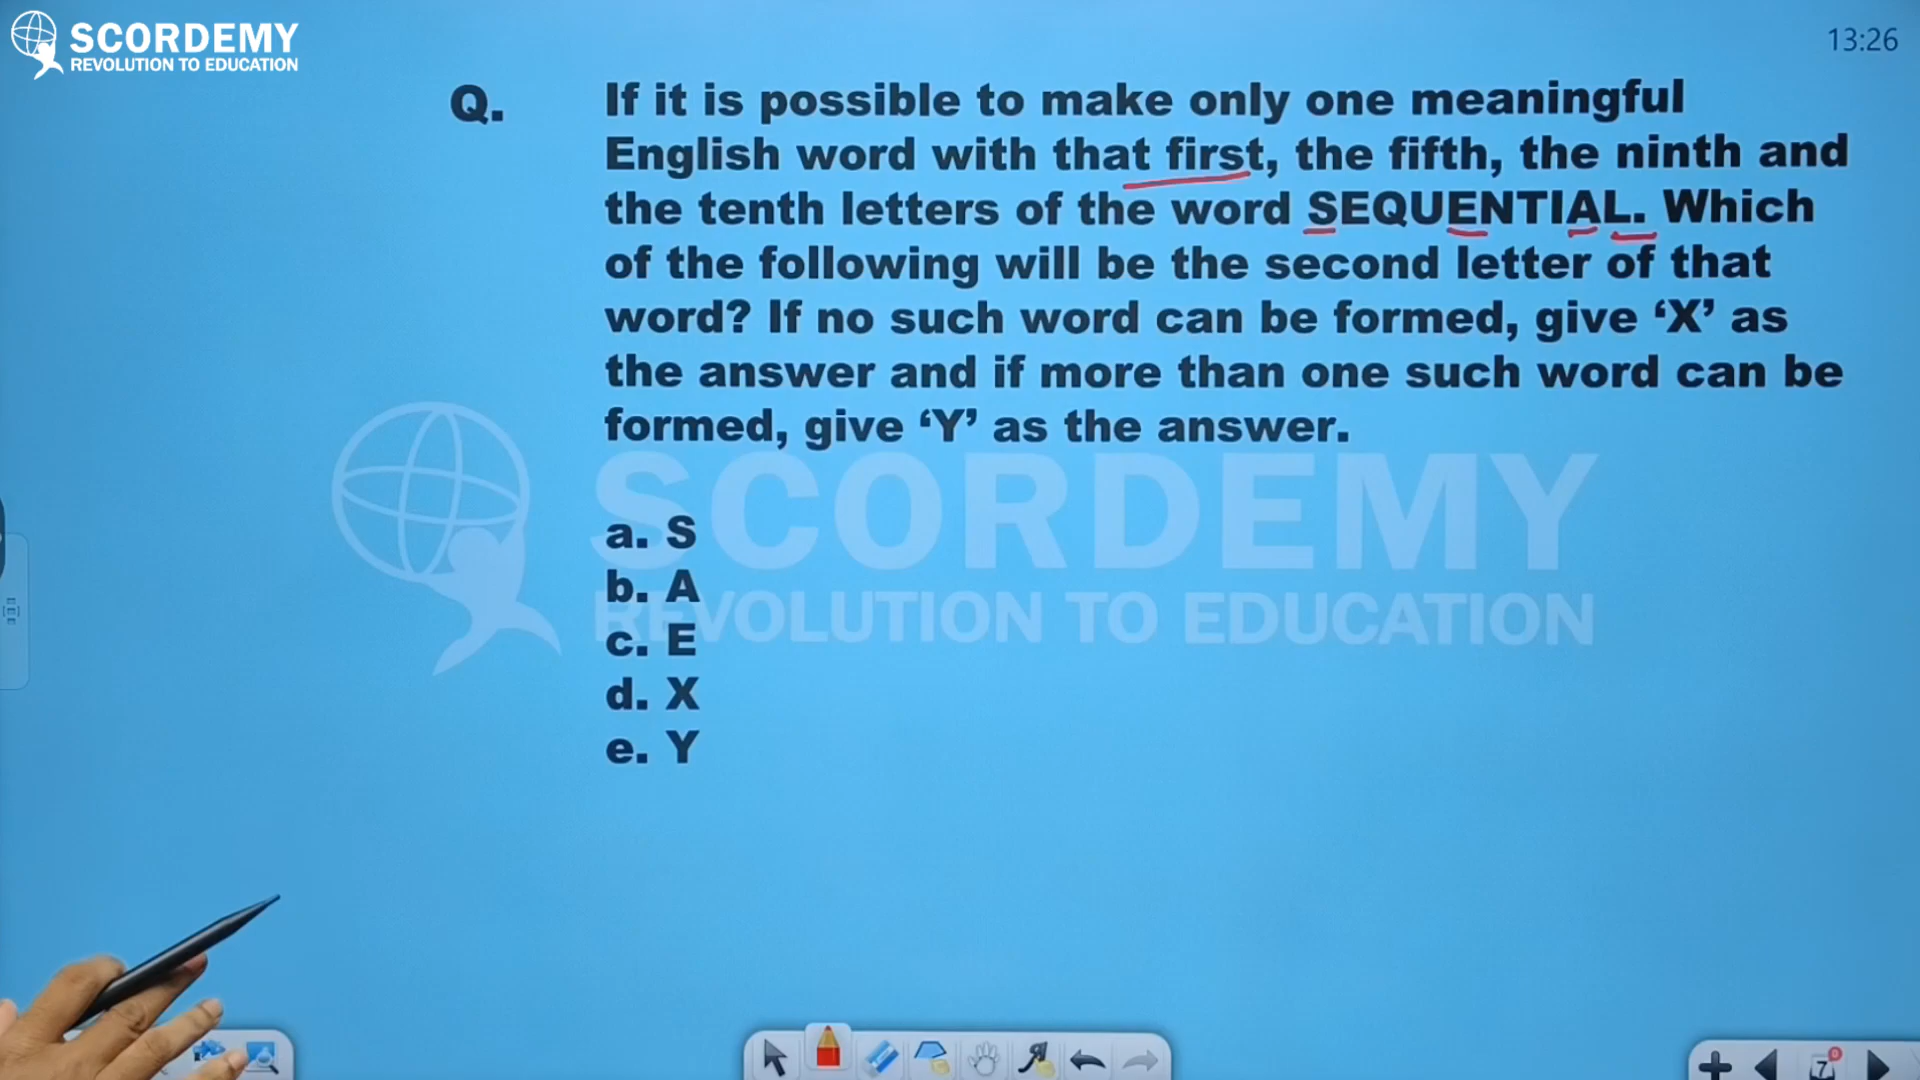 SCORDEMY
REVOLUTION TO EDUCATION
13:26
Q. If it is possible to make only one meaningful
English word with that first, the fifth, the ninth and
the tenth letters of the word SEQUENTIAL. Which
of the following will be the second letter of that
word? If no such word can be formed, give ‘X’ as
the answer and if more than one such word can be
formed, give ‘Y’ as the answer.
SCORDEMY
REVOLUTION TO EDUCATION
a. S
b. A
c. E
d. X
e. Y
7
0